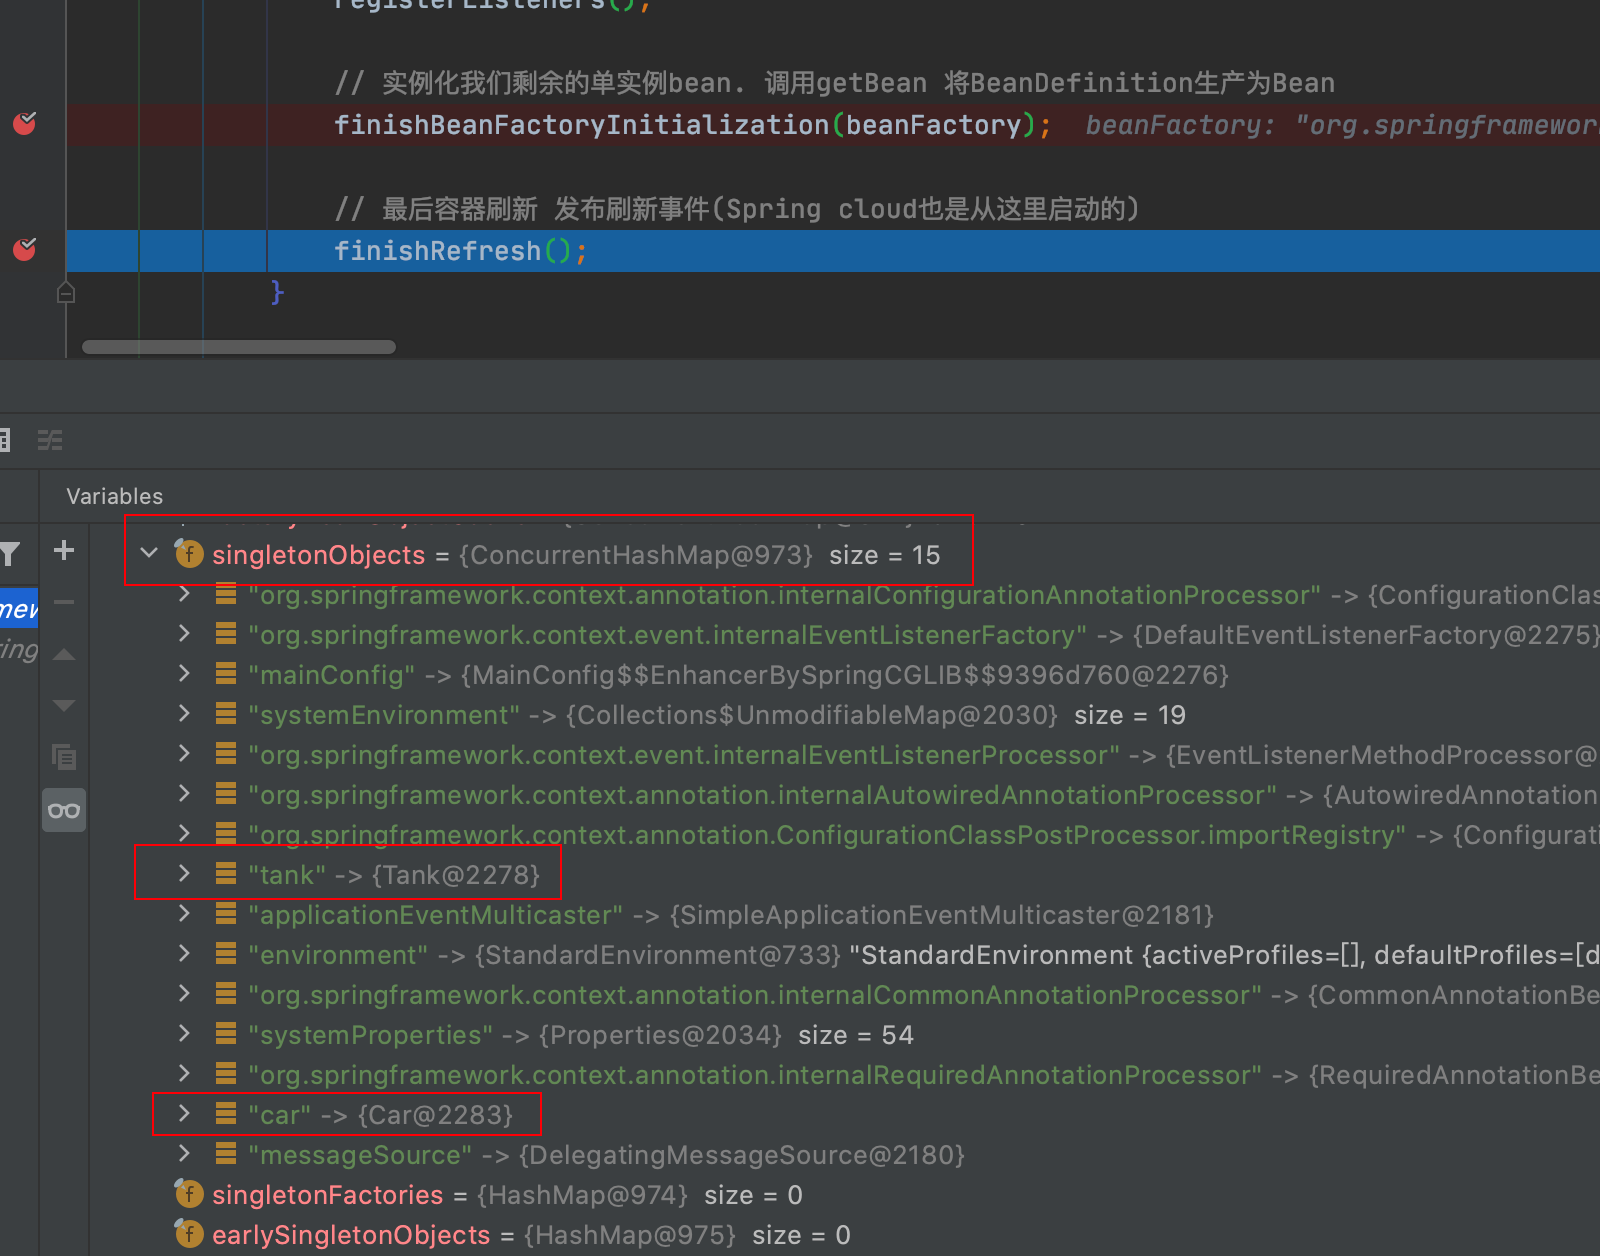 registerListeners();
// 实例化我们剩余的单实例bean. 调用getBean 将BeanDefinition生产为Bean
finishBeanFactoryInitialization(beanFactory); beanFactory: "org.springframewor
// 最后容器刷新 发布刷新事件(Spring cloud也是从这里启动的)
finishRefresh();
}
Variables
singletonObjects = {ConcurrentHashMap@973} size = 15
"org.springframework.context.annotation.internalConfigurationAnnotationProcessor" -> {ConfigurationClas
"org.springframework.context.event.internalEventListenerFactory" -> {DefaultEventListenerFactory@2275}
"mainConfig" -> {MainConfig$$EnhancerBySpringCGLIB$$9396d760@2276}
"systemEnvironment" -> {Collections$UnmodifiableMap@2030} size = 19
"org.springframework.context.event.internalEventListenerProcessor" -> {EventListenerMethodProcessor@
"org.springframework.context.annotation.internalAutowiredAnnotationProcessor" -> {AutowiredAnnotation
"org.springframework.context.annotation.ConfigurationClassPostProcessor.importRegistry" -> {Configurati
"tank" -> {Tank@2278}
"applicationEventMulticaster" -> {SimpleApplicationEventMulticaster@2181}
"environment" -> {StandardEnvironment@733} "StandardEnvironment {activeProfiles=[], defaultProfiles=[d
"org.springframework.context.annotation.internalCommonAnnotationProcessor" -> {CommonAnnotationBe
"systemProperties" -> {Properties@2034} size = 54
"org.springframework.context.annotation.internalRequiredAnnotationProcessor" -> {RequiredAnnotationBe
"car" -> {Car@2283}
"messageSource" -> {DelegatingMessageSource@2180}
singletonFactories = {HashMap@974} size = 0
earlySingletonObjects = {HashMap@975} size = 0